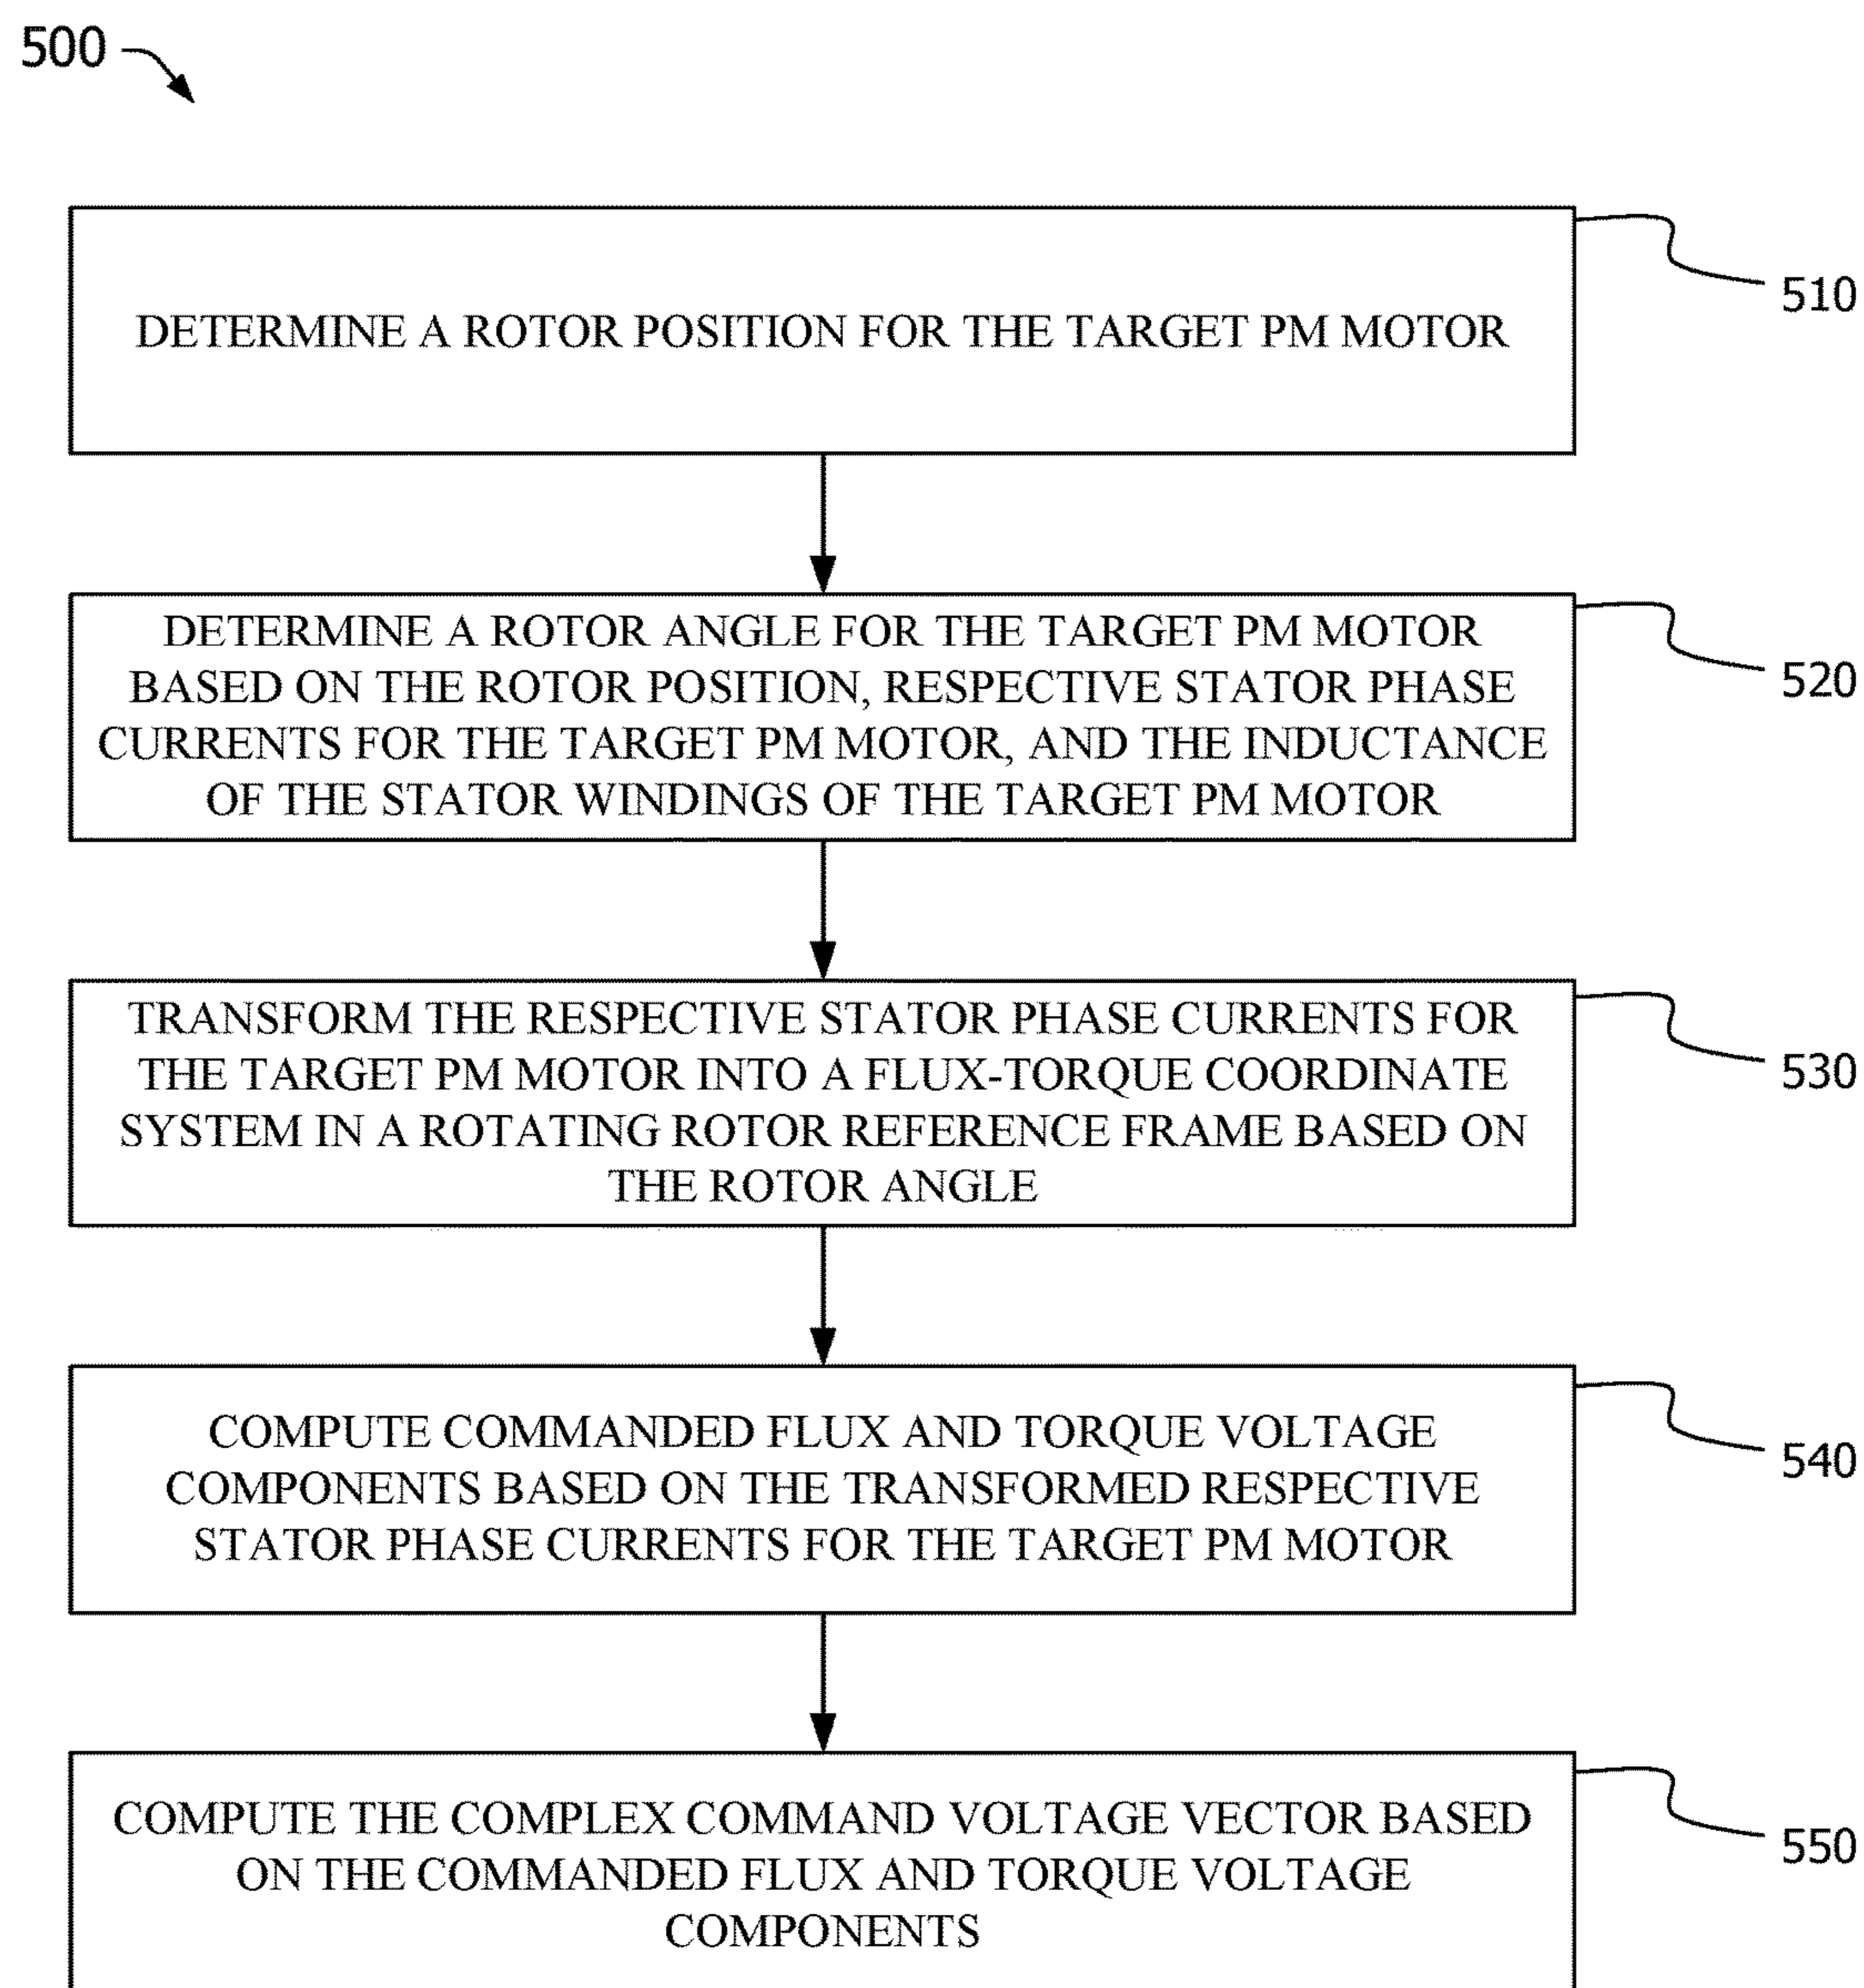 500
DETERMINE A ROTOR POSITION FOR THE TARGET PM MOTOR
510
DETERMINE A ROTOR ANGLE FOR THE TARGET PM MOTOR
BASED ON THE ROTOR POSITION, RESPECTIVE STATOR PHASE
CURRENTS FOR THE TARGET PM MOTOR, AND THE INDUCTANCE
OF THE STATOR WINDINGS OF THE TARGET PM MOTOR
520
TRANSFORM THE RESPECTIVE STATOR PHASE CURRENTS FOR
THE TARGET PM MOTOR INTO A FLUX-TORQUE COORDINATE
SYSTEM IN A ROTATING ROTOR REFERENCE FRAME BASED ON
THE ROTOR ANGLE
530
COMPUTE COMMANDED FLUX AND TORQUE VOLTAGE
COMPONENTS BASED ON THE TRANSFORMED RESPECTIVE
STATOR PHASE CURRENTS FOR THE TARGET PM MOTOR
540
COMPUTE THE COMPLEX COMMAND VOLTAGE VECTOR BASED
ON THE COMMANDED FLUX AND TORQUE VOLTAGE
COMPONENTS
550